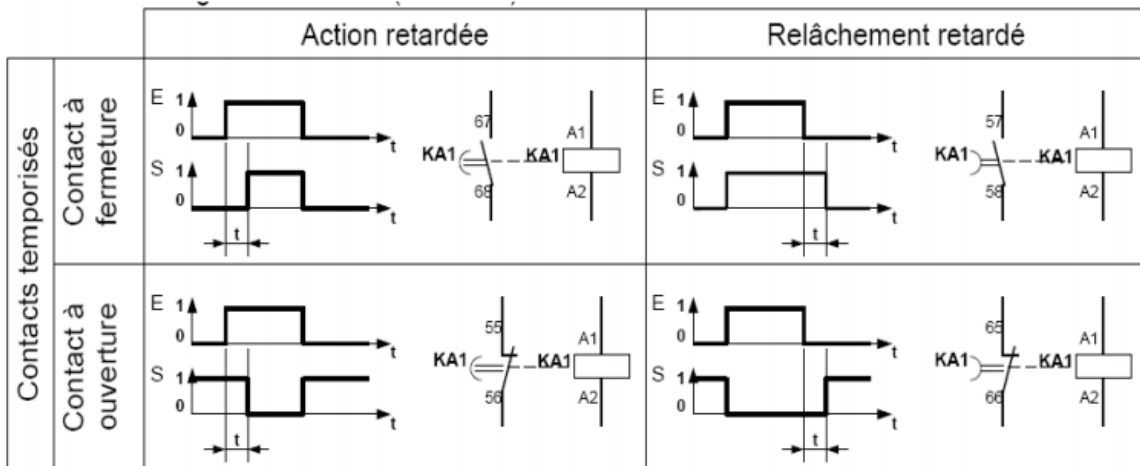 Action retardée
Relâchement retardé
Contacts temporisés
Contact à
fermeture
E 1
0
t
S 1
0
t
t
67
KA1
68
KA1
A1
A2
E 1
0
t
S 1
0
t
t
57
KA1
58
KA1
A1
A2
Contact à
ouverture
E 1
0
t
S 1
0
t
t
55
KA1
56
KA1
A1
A2
E 1
0
t
S 1
0
t
t
65
KA1
66
KA1
A1
A2